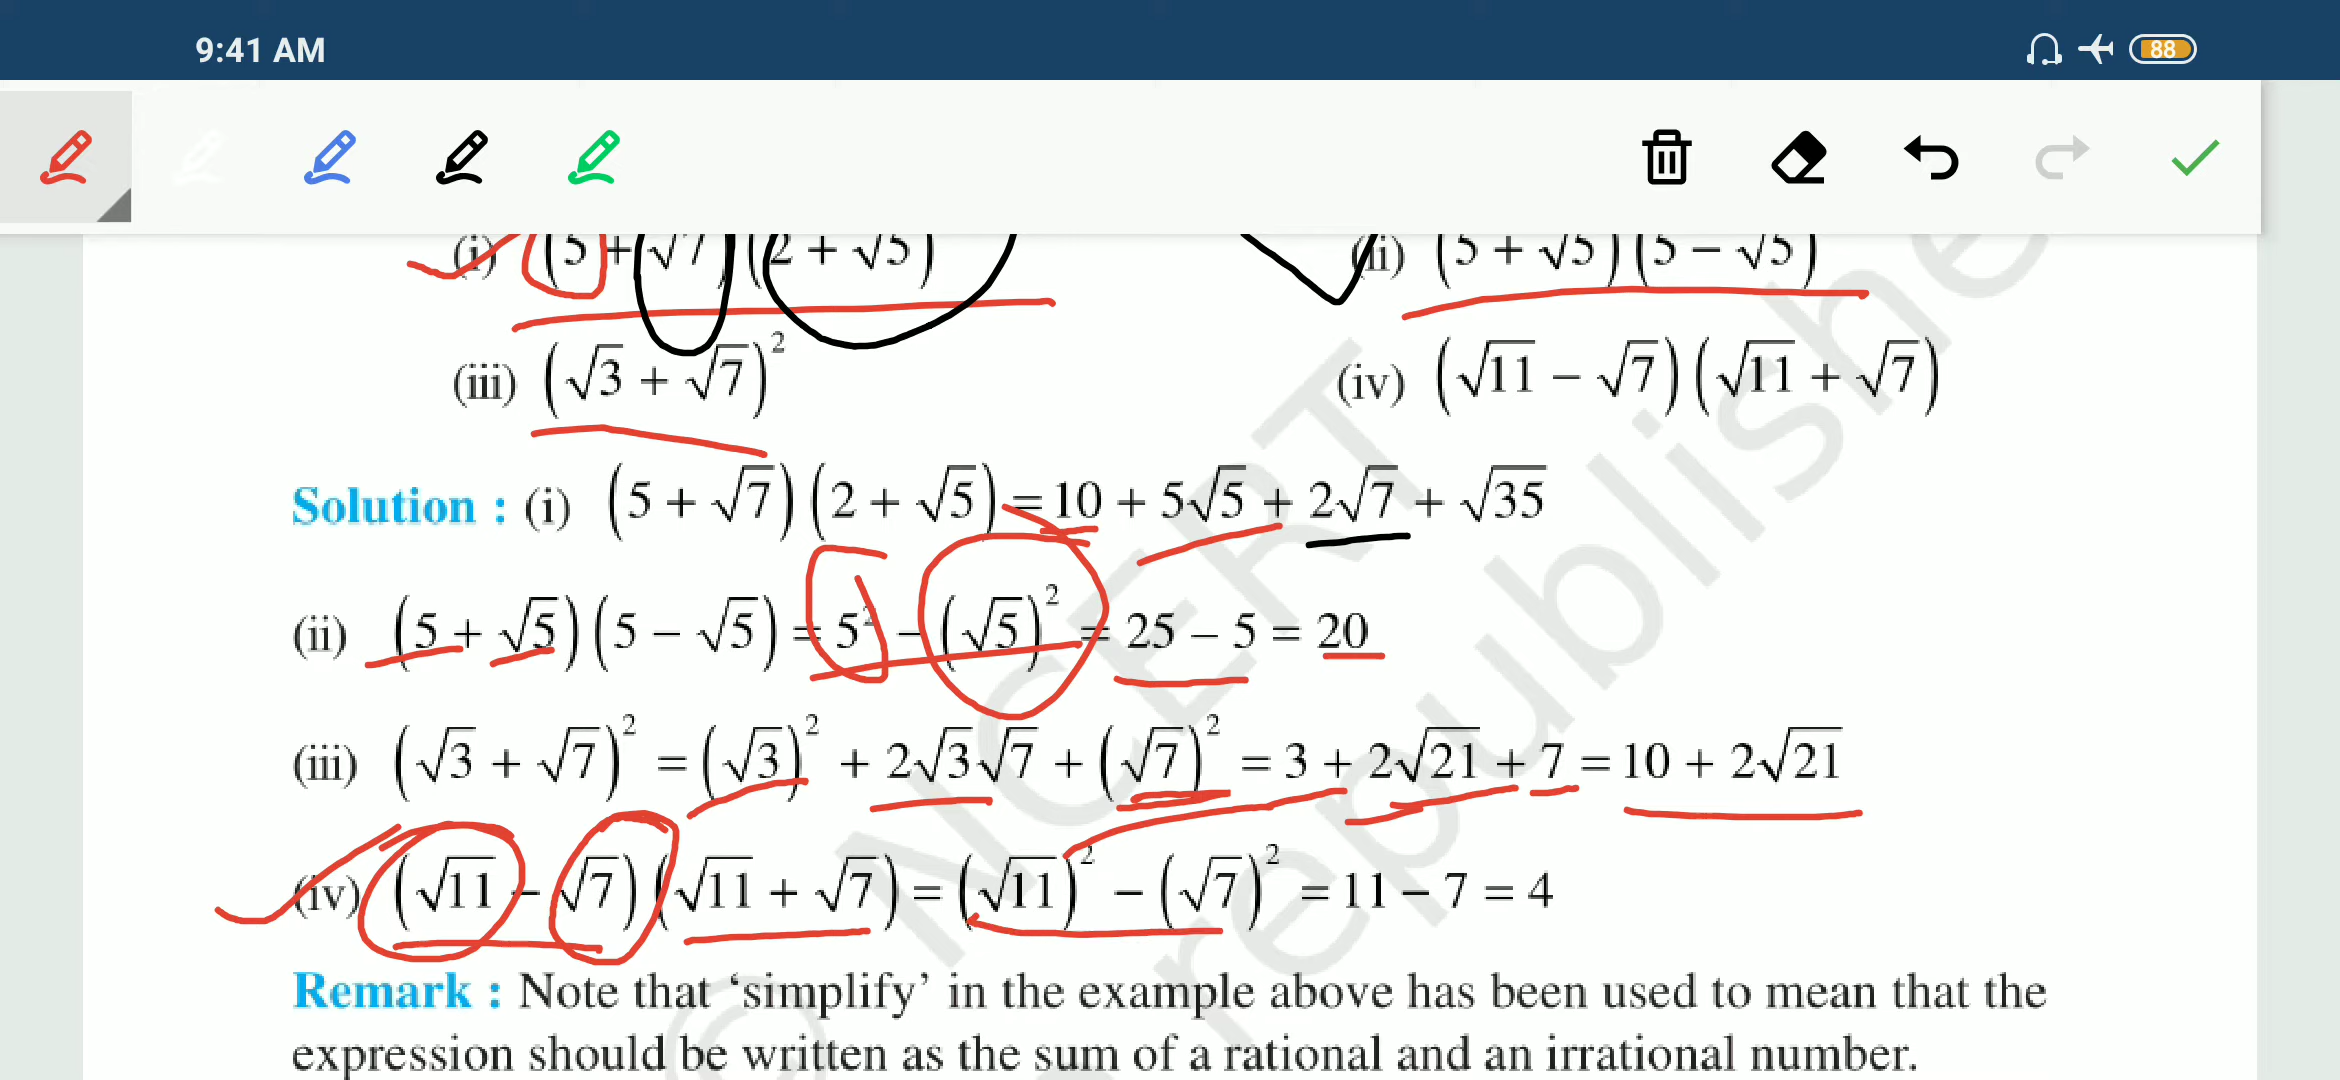 9:41 AM
88
(i) (5 + √7)(2 + √5) (ii) (5 + √5)(5 − √5)
(iii) (√3 + √7)² (iv) (√11 − √7)(√11 + √7)
Solution : (i) (5 + √7)(2 + √5) = 10 + 5√5 + 2√7 + √35
(ii) (5 + √5)(5 − √5) = 5² − (√5)² = 25 − 5 = 20
(iii) (√3 + √7)² = (√3)² + 2√3√7 + (√7)² = 3 + 2√21 + 7 = 10 + 2√21
(iv) (√11 − √7)(√11 + √7) = (√11)² − (√7)² = 11 − 7 = 4
Remark : Note that ‘simplify’ in the example above has been used to mean that the
expression should be written as the sum of a rational and an irrational number.
© NCERT
republishe